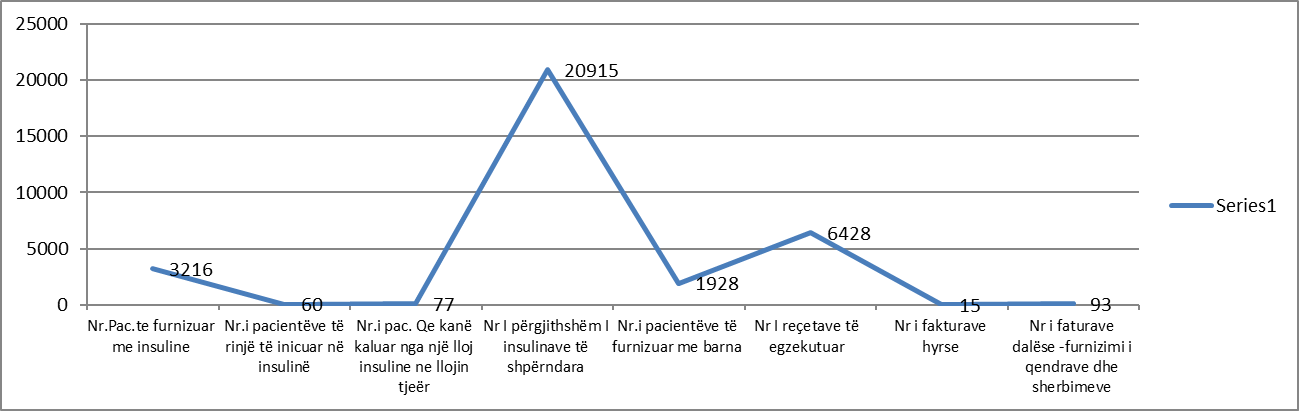 25000
20000
15000
10000
5000
0
3216
60
77
20915
1928
6428
15
93
Nr.Pac.te furnizuar
me insuline
Nr.i pacientëve të
rinjë të inicuar në
insulinë
Nr.i pac. Qe kanë
kaluar nga një lloj
insuline ne llojin
tjeër
Nr I përgjithshëm I
insulinave të
shpërndara
Nr.i pacientëve të
furnizuar me barna
Nr I reçetave të
egzekutuar
Nr i fakturave
hyrse
Nr i faturave
dalëse -furnizimi i
qendrave dhe
sherbimeve
Series1